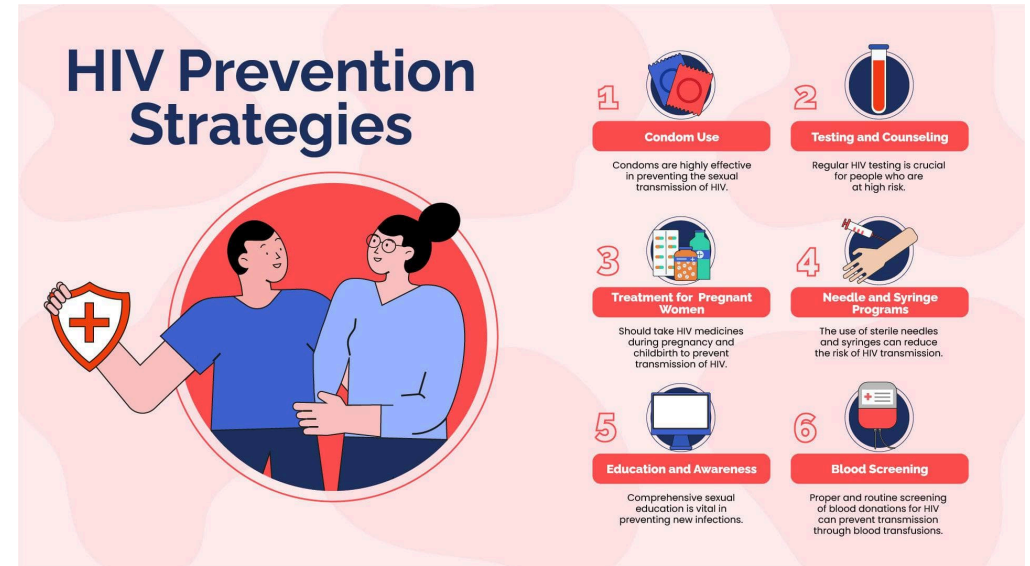 HIV Prevention
Strategies
1
Condom Use
Condoms are highly effective
in preventing the sexual
transmission of HIV.
2
Testing and Counseling
Regular HIV testing is crucial
for people who are
at high risk.
3
Treatment for Pregnant
Women
Should take HIV medicines
during pregnancy and
childbirth to prevent
transmission of HIV.
4
Needle and Syringe
Programs
The use of sterile needles
and syringes can reduce
the risk of HIV transmission.
5
Education and Awareness
Comprehensive sexual
education is vital in
preventing new infections.
6
Blood Screening
Proper and routine screening
of blood donations for HIV
can prevent transmission
through blood transfusions.